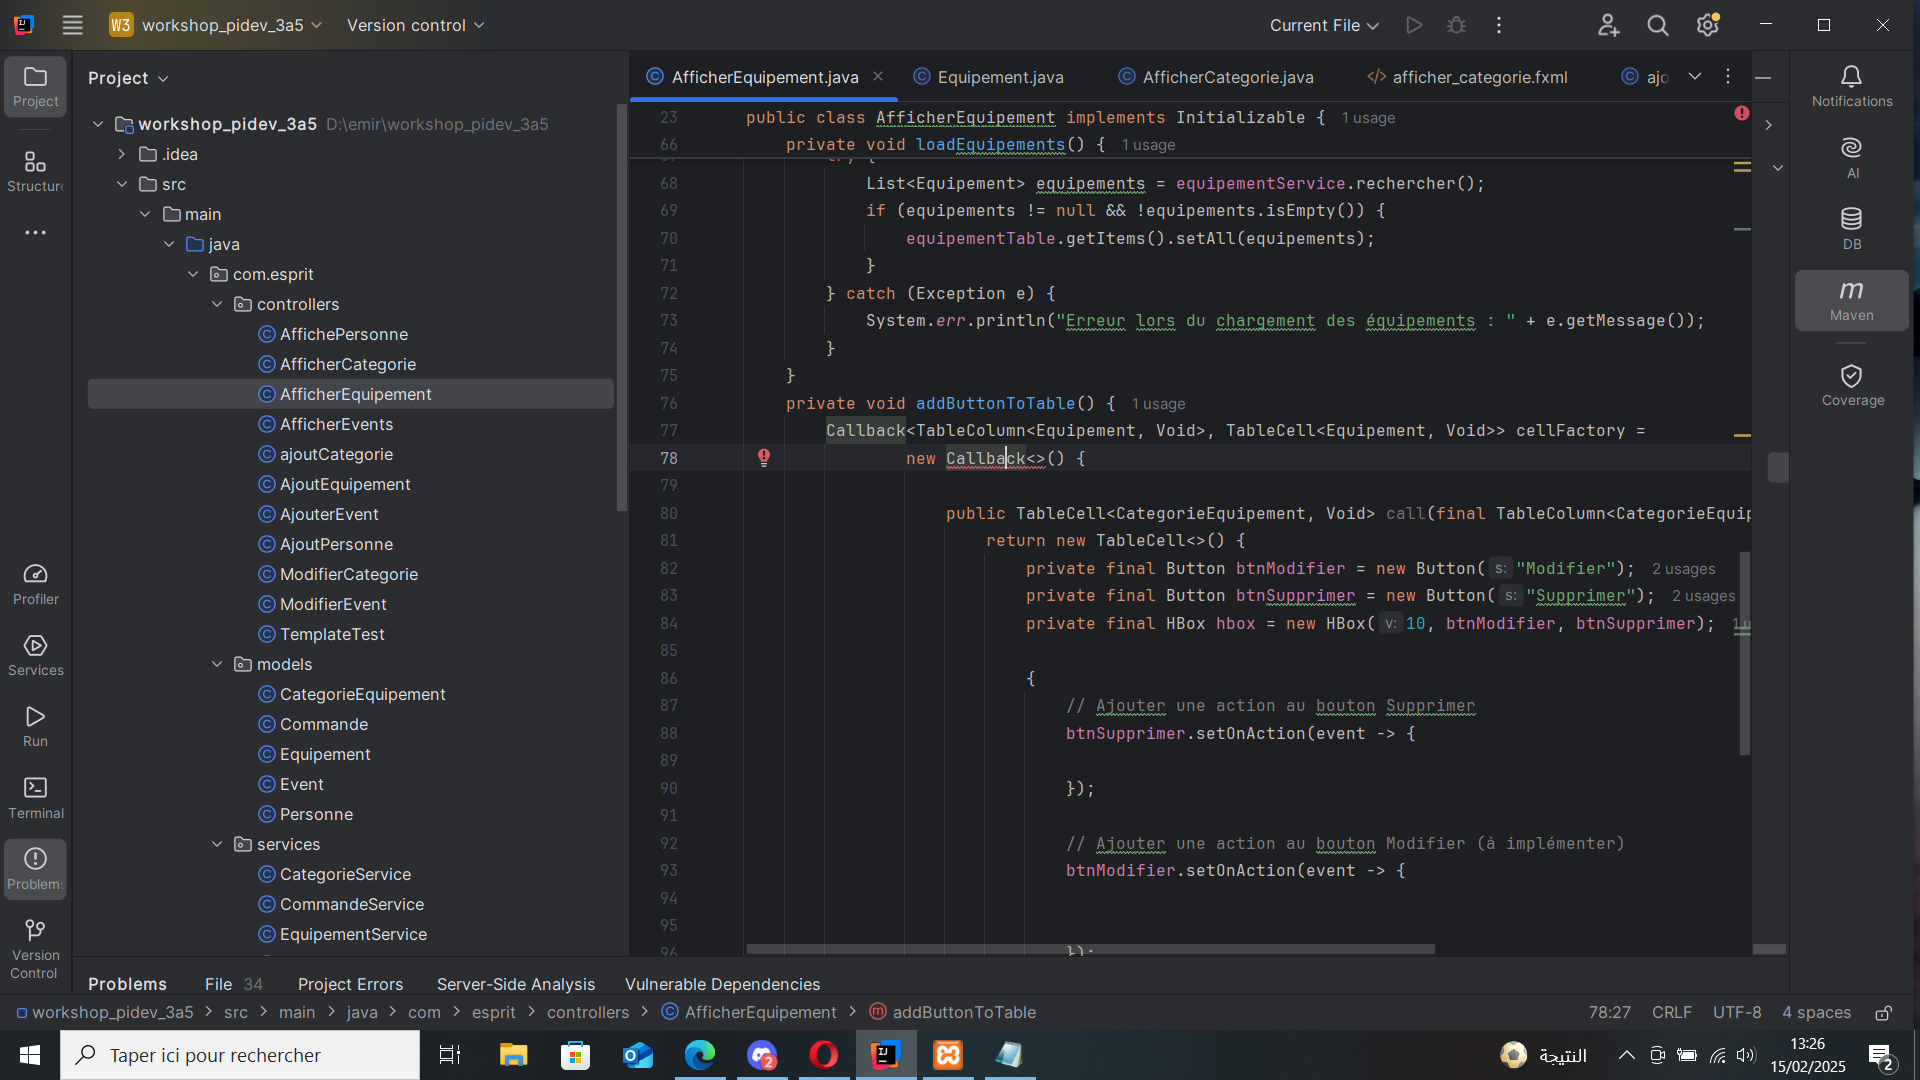 W3 workshop_pidev_3a5 Version control Current File
Project
Structure
Profiler
Services
Run
Terminal
Problems
Version
Control
Project
workshop_pidev_3a5 D:\emir\workshop_pidev_3a5
.idea
src
main
java
com.esprit
controllers
AffichePersonne
AfficherCategorie
AfficherEquipement
AfficherEvents
ajoutCategorie
AjoutEquipement
AjouterEvent
AjoutPersonne
ModifierCategorie
ModifierEvent
TemplateTest
models
CategorieEquipement
Commande
Equipement
Event
Personne
services
CategorieService
CommandeService
EquipementService
AfficherEquipement.java Equipement.java AfficherCategorie.java afficher_categorie.fxml ajo
23 public class AfficherEquipement implements Initializable { 1 usage
66 private void loadEquipements() { 1 usage
68 List<Equipement> equipements = equipementService.rechercher();
69 if (equipements != null && !equipements.isEmpty()) {
70 equipementTable.getItems().setAll(equipements);
71 }
72 } catch (Exception e) {
73 System.err.println("Erreur lors du chargement des équipements : " + e.getMessage());
74 }
75 }
76 private void addButtonToTable() { 1 usage
77 Callback<TableColumn<Equipement, Void>, TableCell<Equipement, Void>> cellFactory =
78 new Callback<>() {
79
80 public TableCell<CategorieEquipement, Void> call(final TableColumn<CategorieEquip
81 return new TableCell<>() {
82 private final Button btnModifier = new Button( s: "Modifier"); 2 usages
83 private final Button btnSupprimer = new Button( s: "Supprimer"); 2 usages
84 private final HBox hbox = new HBox( v: 10, btnModifier, btnSupprimer); 1 u
85
86 {
87 // Ajouter une action au bouton Supprimer
88 btnSupprimer.setOnAction(event -> {
89
90 });
91
92 // Ajouter une action au bouton Modifier (à implémenter)
93 btnModifier.setOnAction(event -> {
94
95
96 });
Notifications
AI
DB
Maven
Coverage
Problems File 34 Project Errors Server-Side Analysis Vulnerable Dependencies
workshop_pidev_3a5 > src > main > java > com > esprit > controllers > AfficherEquipement > addButtonToTable 78:27 CRLF UTF-8 4 spaces
Taper ici pour rechercher
2
النتيجة
13:26
15/02/2025
2